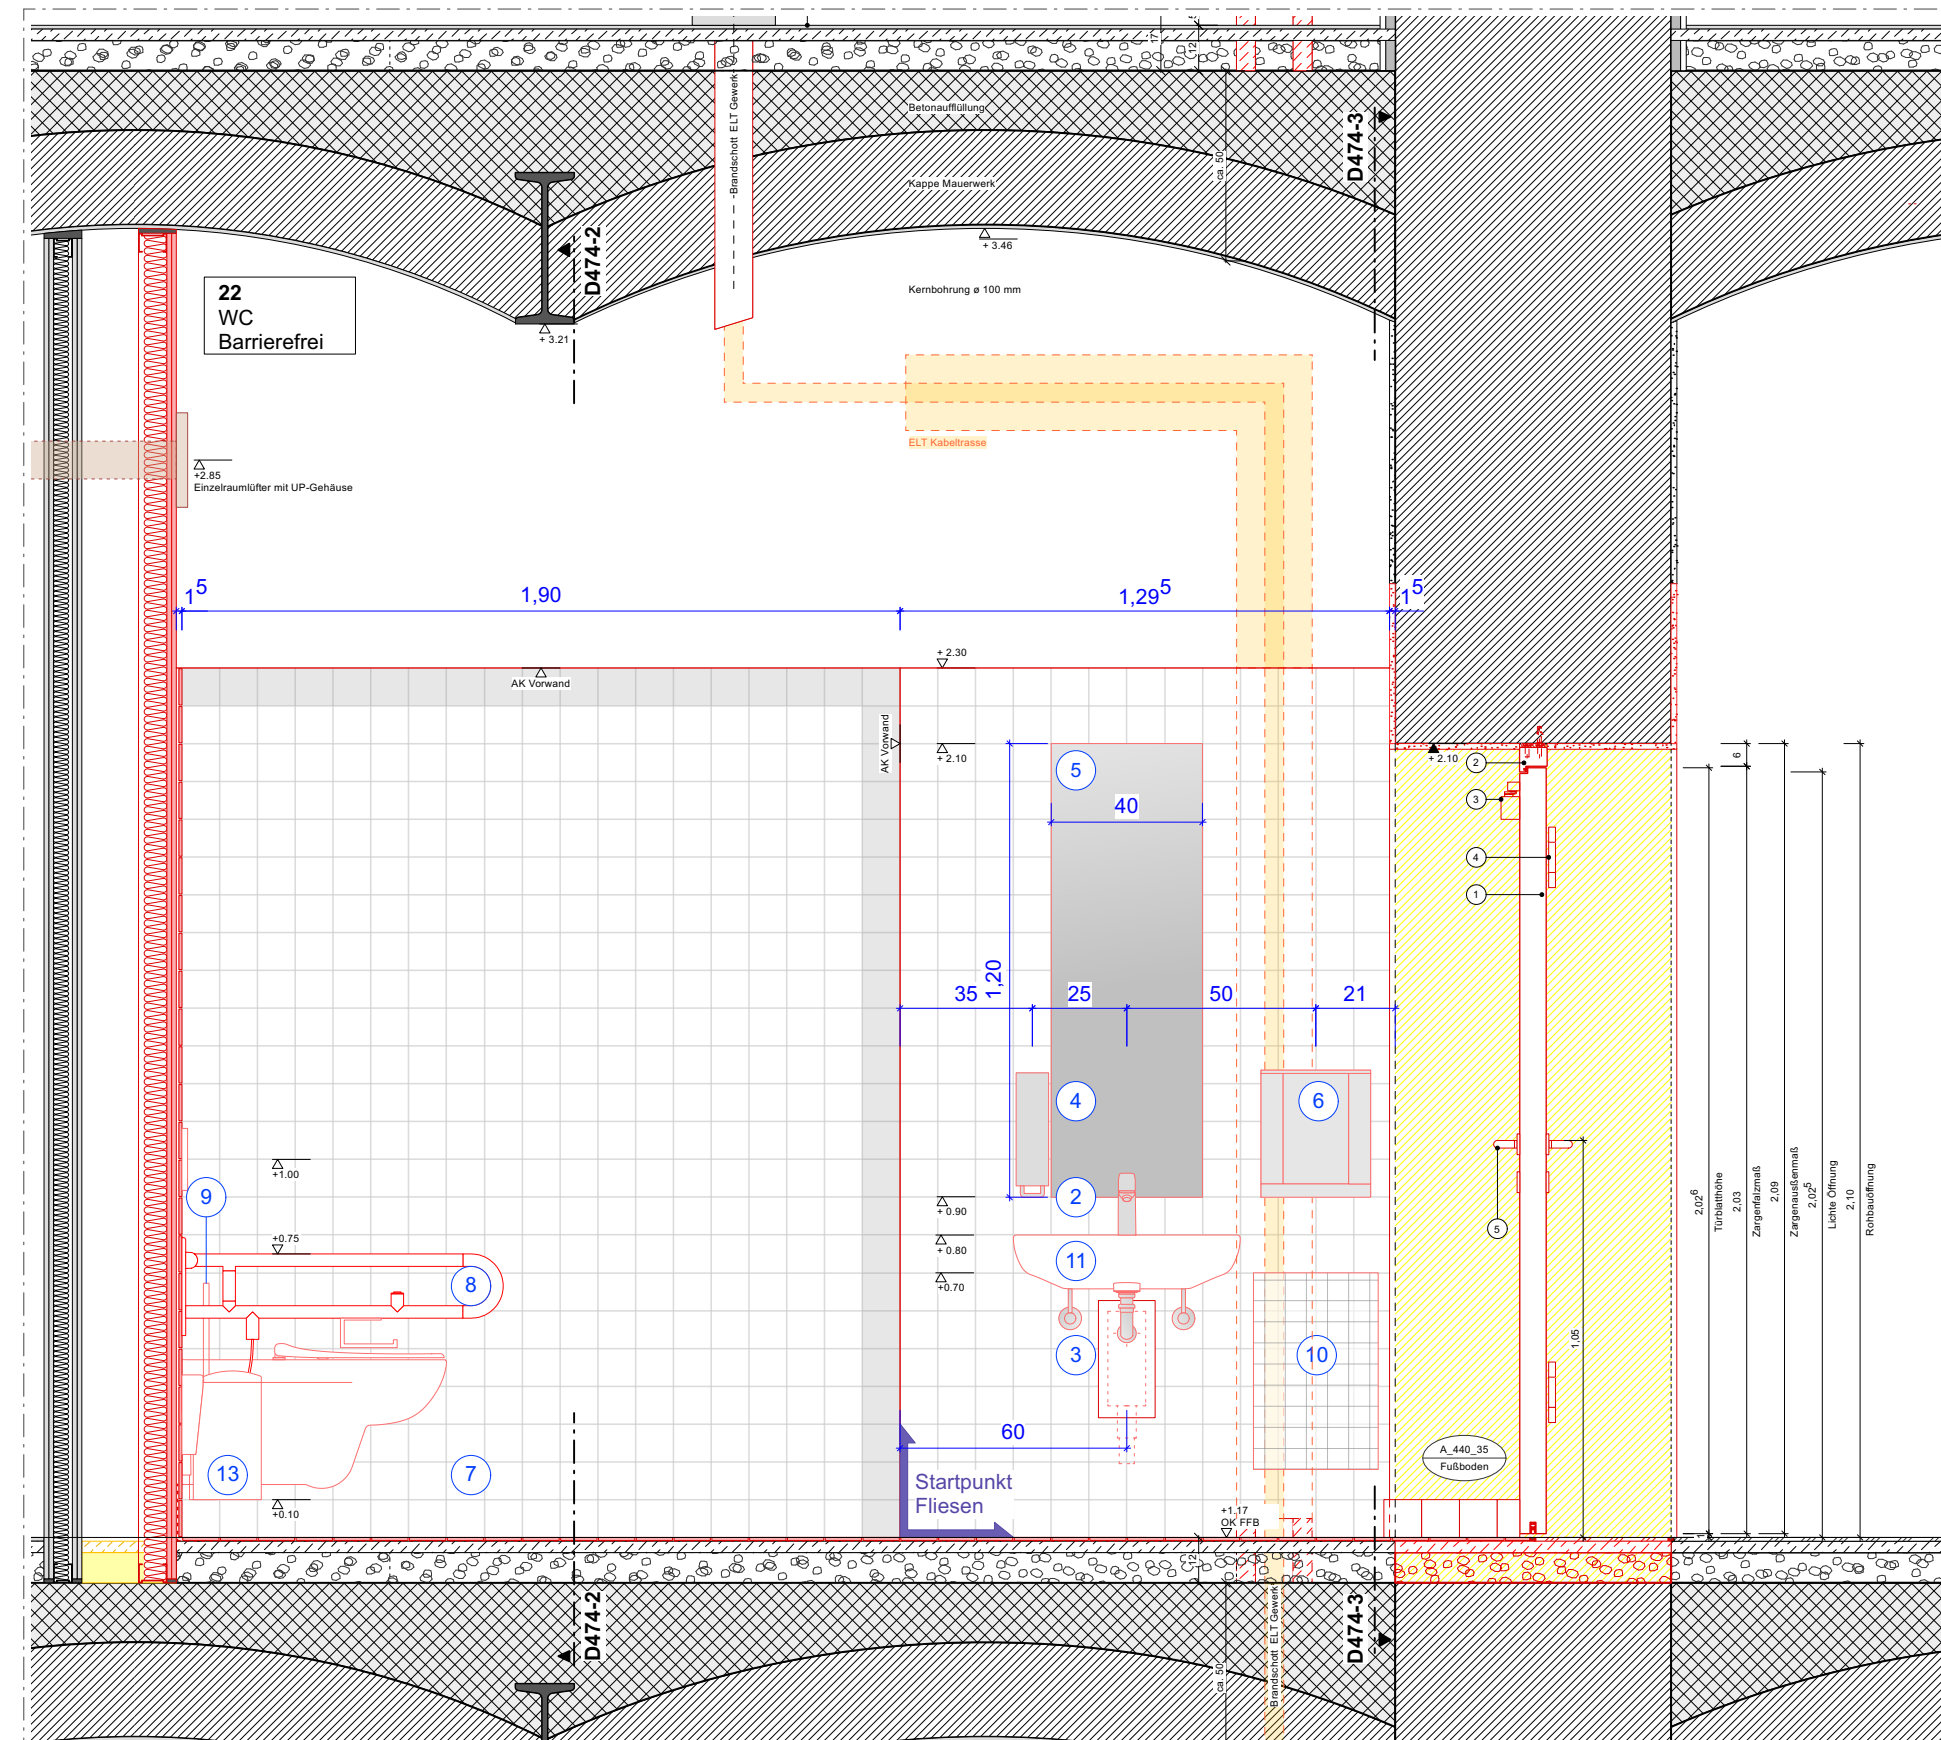 17
12
Betonauffüllung
Brandschott ELT Gewerk
D474-3
Kappe Mauerwerk
ca. 50
D474-2
+ 3.46
22
WC
Barrierefrei
Kernbohrung ø 100 mm
+ 3.21
ELT Kabeltrasse
+2.85
Einzelraumlüfter mit UP-Gehäuse
1⁵
1,90
1,29⁵
1⁵
+ 2.30
AK Vorwand
AK Vorwand
+ 2.10
5
+ 2.10
2
6
40
3
4
1
35
1,20
25
50
21
4
6
+1.00
9
2
+ 0.90
+0.75
+ 0.80
11
8
+0.70
5
1,05
2,02⁶
Türblatthöhe
2,03
Zargenfalzmaß
2,09
Zargenaußenmaß
2,02⁵
Lichte Öffnung
2,10
Rohbauöffnung
3
10
60
A_440_35
Fußboden
13
7
Startpunkt
Fliesen
+0.10
+1.17
OK FFB
1
12
D474-2
Brandschott ELT Gewerk
D474-3
ca. 50